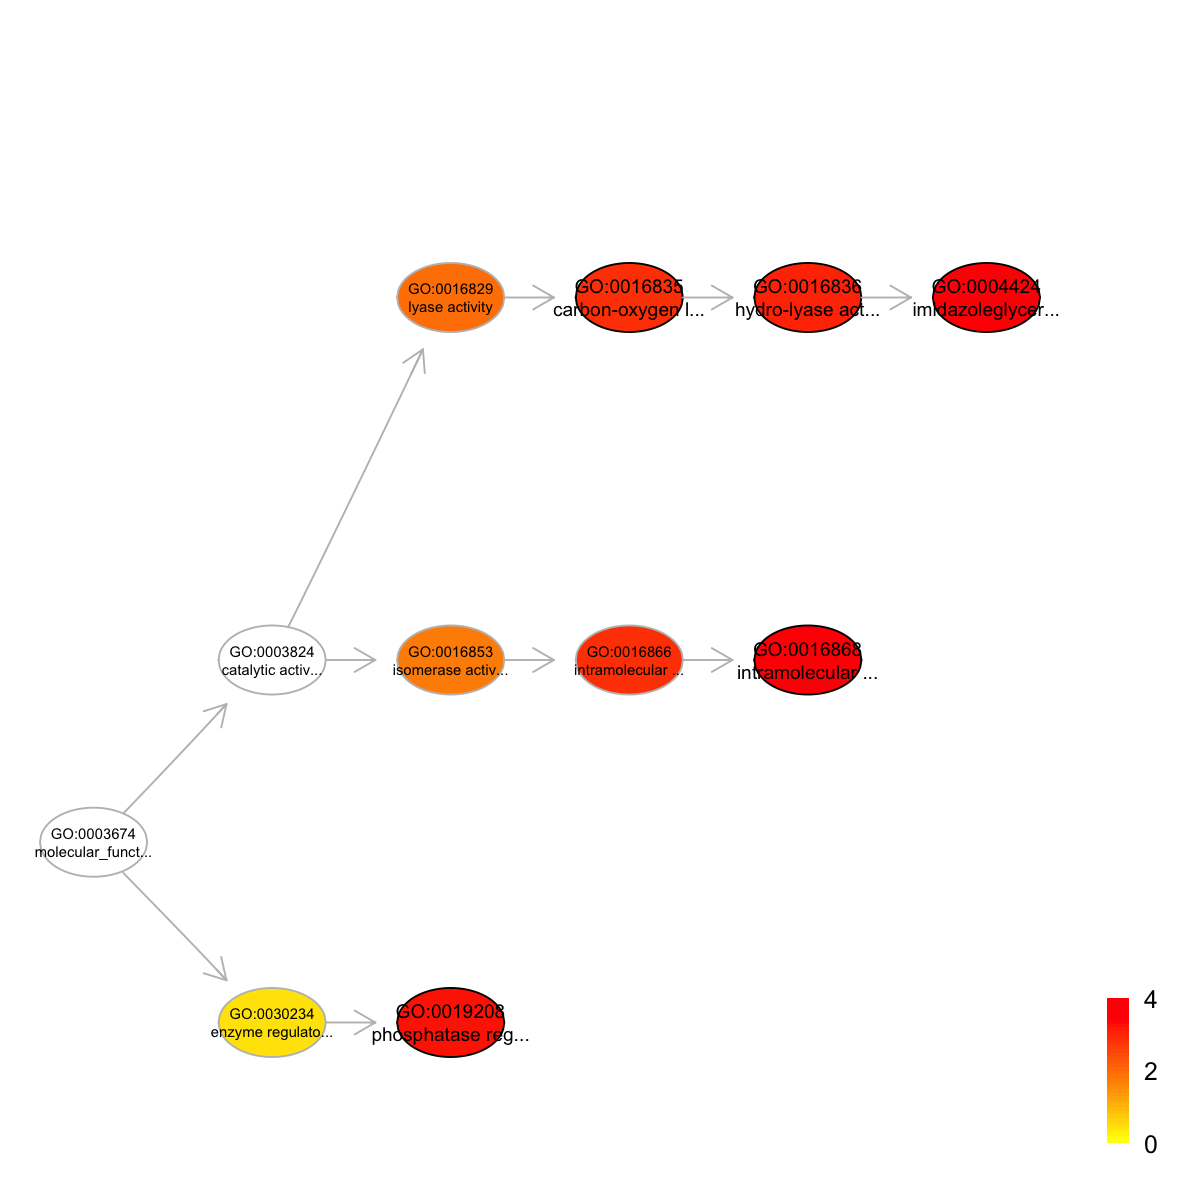 GO:0016829
lyase activity
GO:0016835
carbon-oxygen l...
GO:0016836
hydro-lyase act...
GO:0004424
imidazoleglycer...
GO:0003824
catalytic activ...
GO:0016853
isomerase activ...
GO:0016866
intramolecular ...
GO:0016868
intramolecular ...
GO:0003674
molecular_funct...
GO:0030234
enzyme regulato...
GO:0019208
phosphatase reg...
4
2
0